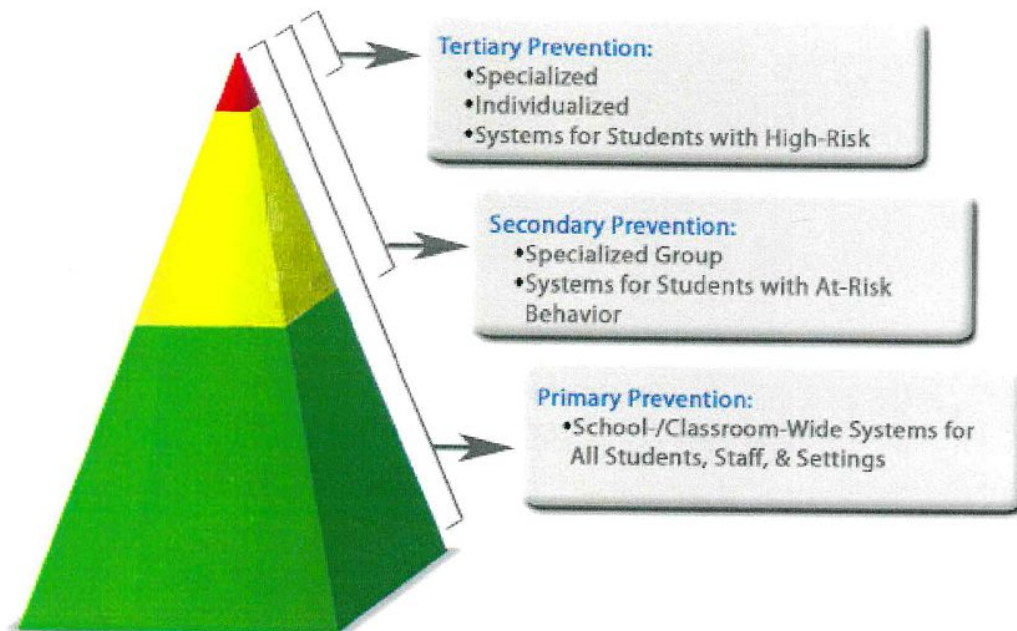 Tertiary Prevention:
•Specialized
•Individualized
•Systems for Students with High-Risk
Secondary Prevention:
•Specialized Group
•Systems for Students with At-Risk
Behavior
Primary Prevention:
•School-/Classroom-Wide Systems for
All Students, Staff, & Settings